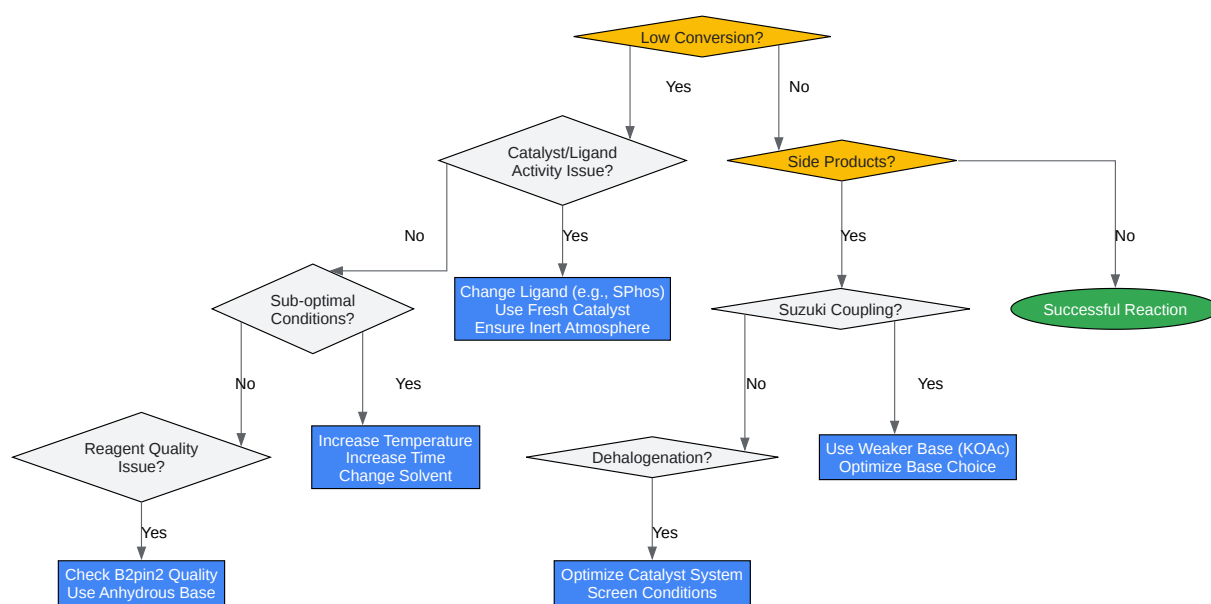 Low Conversion?
Yes
No
Catalyst/Ligand
Activity Issue?
Side Products?
No
Yes
Yes
No
Sub-optimal
Conditions?
Change Ligand (e.g., SPhos)
Use Fresh Catalyst
Ensure Inert Atmosphere
Suzuki Coupling?
Successful Reaction
No
Yes
No
Yes
Reagent Quality
Issue?
Increase Temperature
Increase Time
Change Solvent
Dehalogenation?
Use Weaker Base (KOAc)
Optimize Base Choice
Yes
Yes
Check B2pin2 Quality
Use Anhydrous Base
Optimize Catalyst System
Screen Conditions